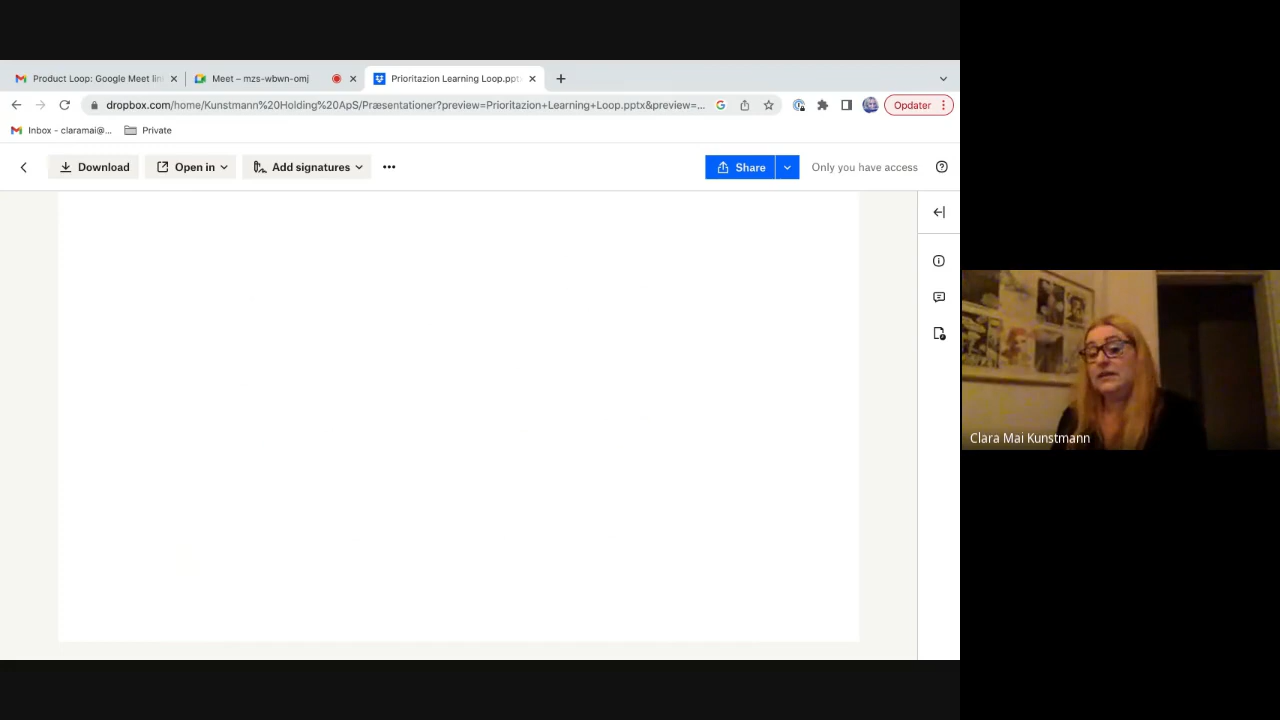 Product Loop: Google Meet lin
Meet – mzs-wbwn-omj
Prioritazion Learning Loop.ppt
dropbox.com/home/Kunstmann%20Holding%20ApS/Præsentationer?preview=Prioritazion+Learning+Loop.pptx&preview=...
Opdater
Inbox - claramai@...
Private
Download
Open in
Add signatures
Share
Only you have access
Clara Mai Kunstmann